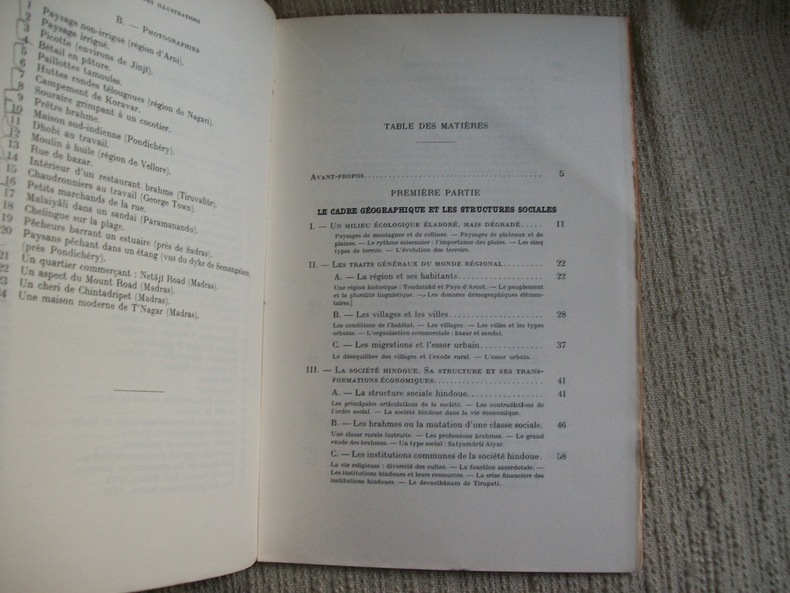 DES ILLUSTRATIONS
B. — Photographies
1 Paysage non-irrigué (région d'Arni).
2 Paysage irrigué.
3 Picotte (environs de Jinji).
4 Bétail en pâture.
5 Paillottes tamoules.
6 Huttes rondes télougoues (région de Nagari).
7 Campement de Koravar.
8 Souraire grimpant à un cocotier.
9 Prêtre brahme.
10 Maison sud-indienne (Pondichéry).
11 Dhobi au travail.
12 Moulin à huile (région de Vellore).
13 Rue de bazar.
14 Intérieur d'un restaurant brahme (Tiruvallûr).
15 Chaudronniers au travail (George Town).
16 Petits marchands de la rue.
17 Malaiyâli dans un sandai (Paramanandu).
18 Chelingue sur la plage.
19 Pêcheurs barrant un estuaire (près de Sadras).
20 Paysans pêchant dans un étang (vus du dyke de Semangalam,
(près Pondichéry).
21 Un quartier commerçant : Netâjî Road (Madras).
22 Un aspect du Mount Road (Madras).
23 Un cheri de Chintadripet (Madras).
24 Une maison moderne de T'Nagar (Madras).
TABLE DES MATIÈRES
Avant-propos 5
PREMIÈRE PARTIE
LE CADRE GÉOGRAPHIQUE ET LES STRUCTURES SOCIALES
I. — Un milieu écologique élaboré, mais dégradé 11
Paysages de montagnes et de collines. — Paysages de plateaux et de
plaines. — Le rythme saisonnier : l'importance des pluies. — Les cinq
types de terroir. — L'évolution des terroirs.
II. — Les traits généraux du monde régional 22
A. — La région et ses habitants 22
Une région historique : Tondainâd et Pays d'Arcot. — Le peuplement
et la pluralité linguistique. — Les données démographiques élémen-
taires.
B. — Les villages et les villes 28
Les conditions de l'habitat. — Les villages. — Les villes et les types
urbains. — L'organisation commerciale : bazar et sandai.
C. — Les migrations et l'essor urbain 37
Le déséquilibre des villages et l'exode rural. — L'essor urbain.
III. — La société hindoue. Sa structure et ses trans-
formations économiques 41
A. — La structure sociale hindoue 41
Les principales articulations de la société. — Les contradictions de
l'ordre social. — La société hindoue dans la vie économique.
B. — Les brahmes ou la mutation d'une classe sociale. 46
Une classe rurale instruite. — Les professions brahmes. — Le grand
exode des brahmes. — Un type social : Satyamûrti Aiyar.
C. — Les institutions communes de la société hindoue. 58
La vie religieuse : diversité des cultes. — La fonction sacerdotale. —
Les institutions hindoues et leurs ressources. — La crise financière des
institutions hindoues. — Le devasthânam de Tirupati.